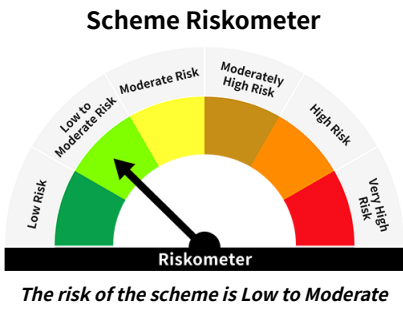 Scheme Riskometer
Low Risk
Low to
Moderate Risk
Moderate Risk
Moderately
High Risk
High Risk
Very High
Risk
Riskometer
The risk of the scheme is Low to Moderate